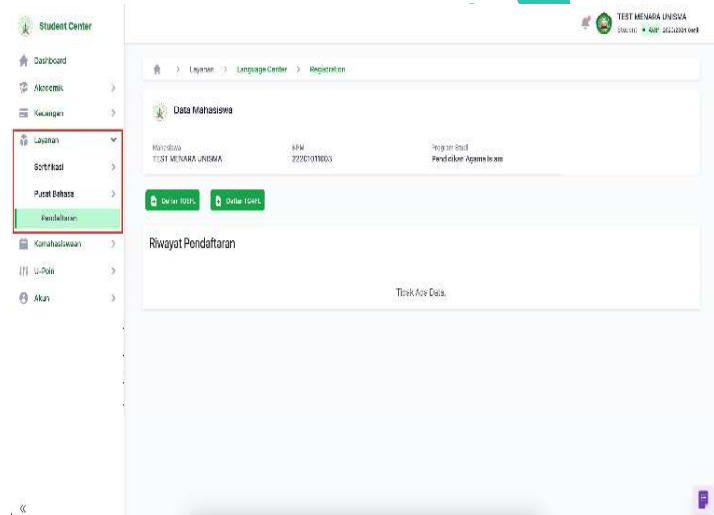 Student Center
TEST MENARA UNISMA
Student
Dashboard
Akademik
Keuangan
Layanan
Sertifikasi
Pusat Bahasa
Pendaftaran
Kemahasiswaan
U-Poin
Akun
Layanan > Language Center > Registration
Data Mahasiswa
Mahasiswa NPM Program Studi
TEST MENARA UNISMA 22201011003 Pendidikan Agama Islam
Daftar TOEFL Daftar TOAFL
Riwayat Pendaftaran
Tidak Ada Data.